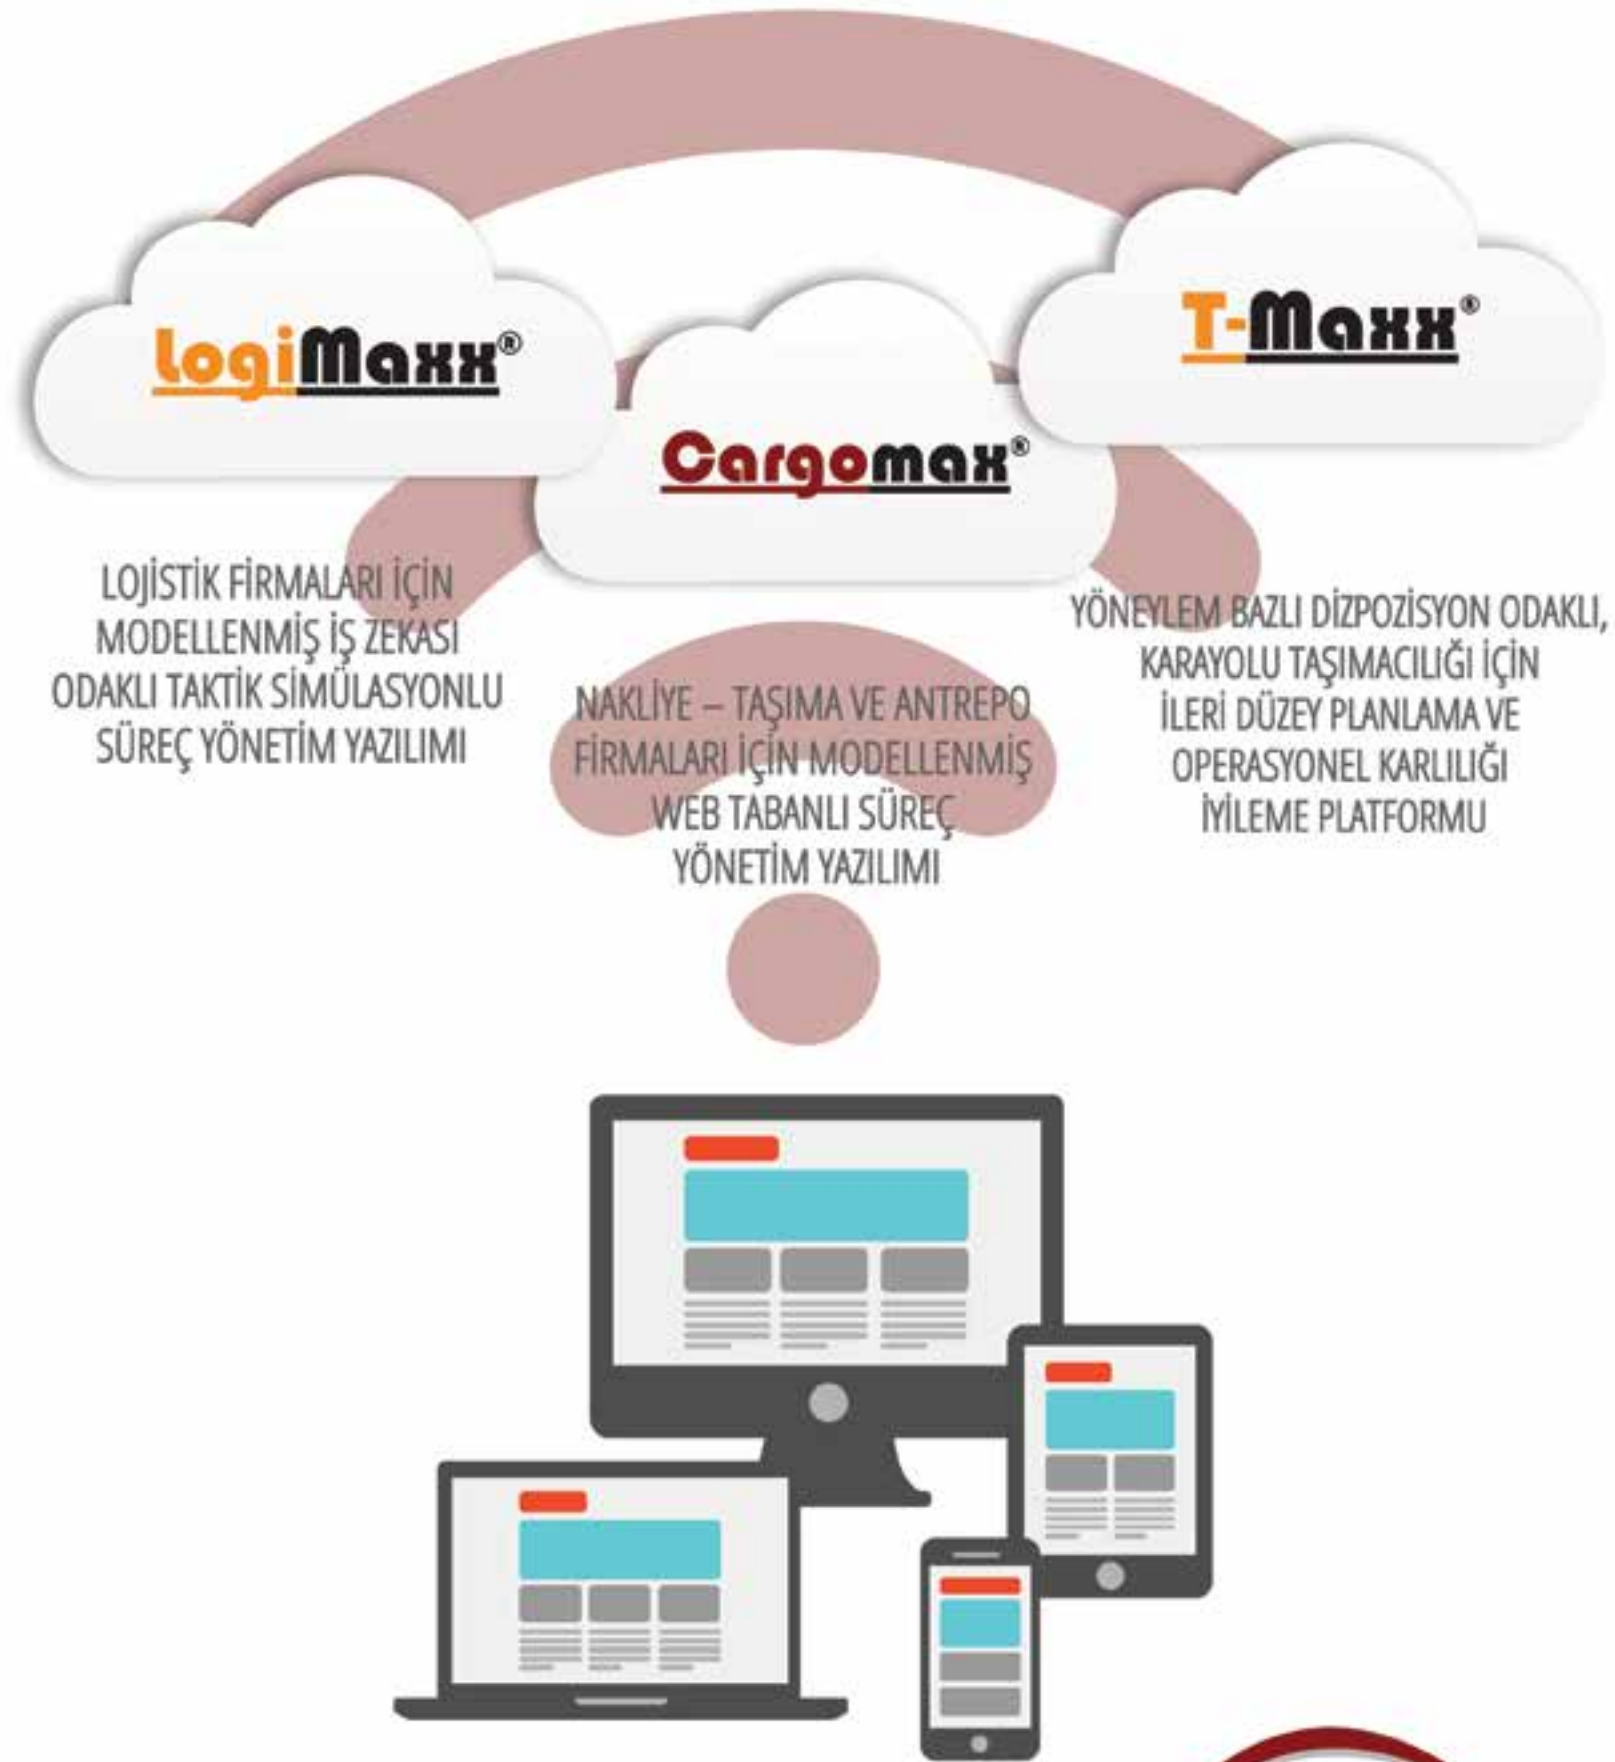 LogiMaxx®
T-Maxx®
Cargomax®
LOJİSTİK FİRMALARI İÇİN
MODELLENMİŞ İŞ ZEKASI
ODAKLI TAKTİK SİMÜLASYONLU
SÜREÇ YÖNETİM YAZILIMI
NAKLİYE – TAŞIMA VE ANTREPO
FİRMALARI İÇİN MODELLENMİŞ
WEB TABANLI SÜREÇ
YÖNETİM YAZILIMI
YÖNEYLEM BAZLI DİZPOZİSYON ODAKLI,
KARAYOLU TAŞIMACILIĞI İÇİN
İLERİ DÜZEY PLANLAMA VE
OPERASYONEL KARLILIĞI
İYİLEME PLATFORMU